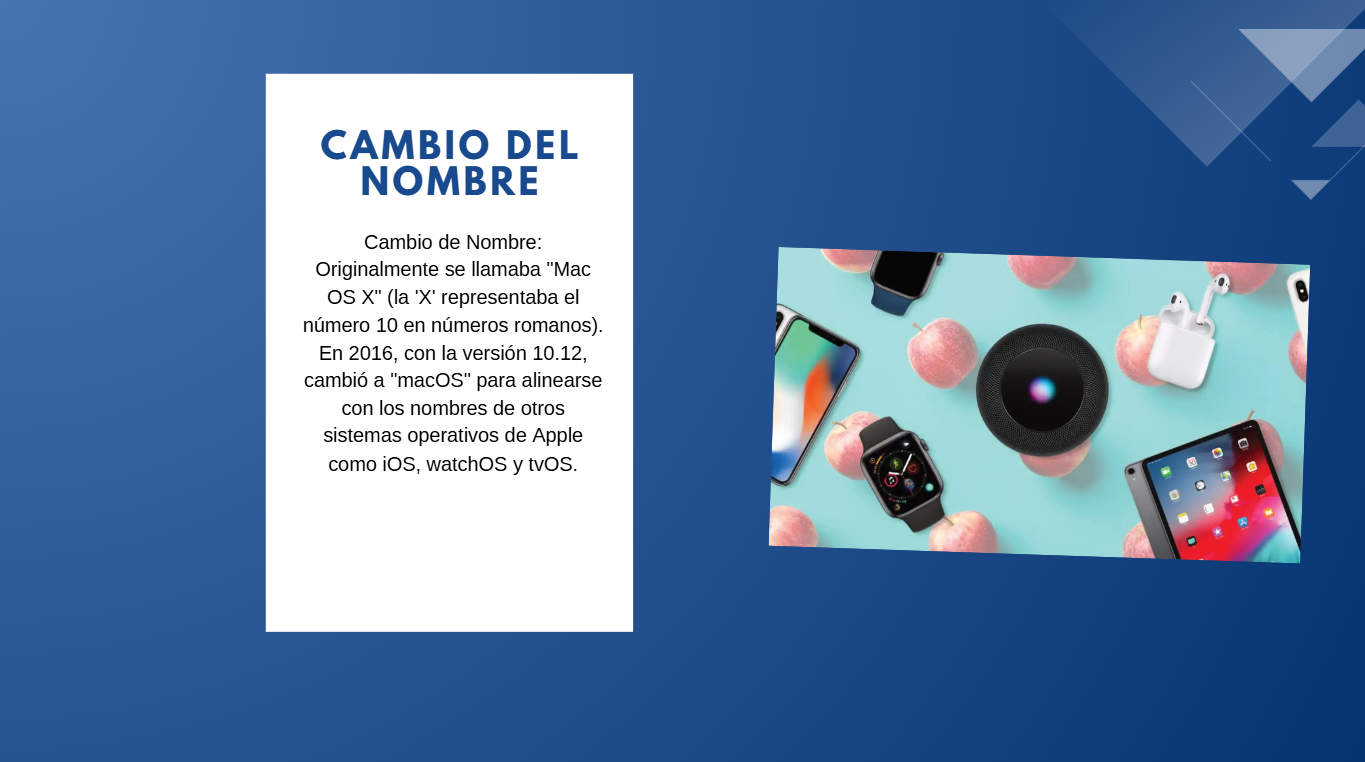 CAMBIO DEL
NOMBRE
Cambio de Nombre:
Originalmente se llamaba "Mac
OS X" (la 'X' representaba el
número 10 en números romanos).
En 2016, con la versión 10.12,
cambió a "macOS" para alinearse
con los nombres de otros
sistemas operativos de Apple
como iOS, watchOS y tvOS.